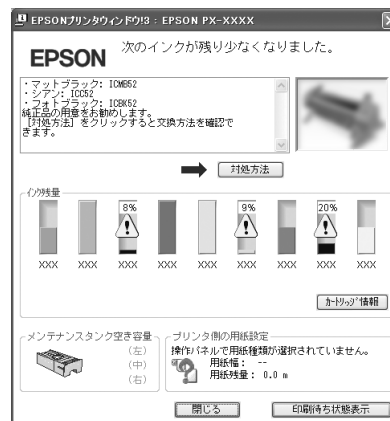 EPSONプリンタウィンドウ!3 : EPSON PX-XXXX
EPSON
次のインクが残り少なくなりました。
・マットブラック: ICMB52
・シアン: ICC52
・フォトブラック: ICBK52
純正品の用意をお勧めします。
[対処方法] をクリックすると交換方法を確認で
きます。
対処方法
インク残量
8% 9% 20%
XXX XXX XXX XXX XXX XXX XXX XXX
カートリッジ情報
メンテナンスタンク空き容量
(左)
(中)
(右)
プリンタ側の用紙設定
操作パネルで用紙種類が選択されていません。
用紙幅: --
用紙残量: 0.0 m
閉じる
印刷待ち状態表示